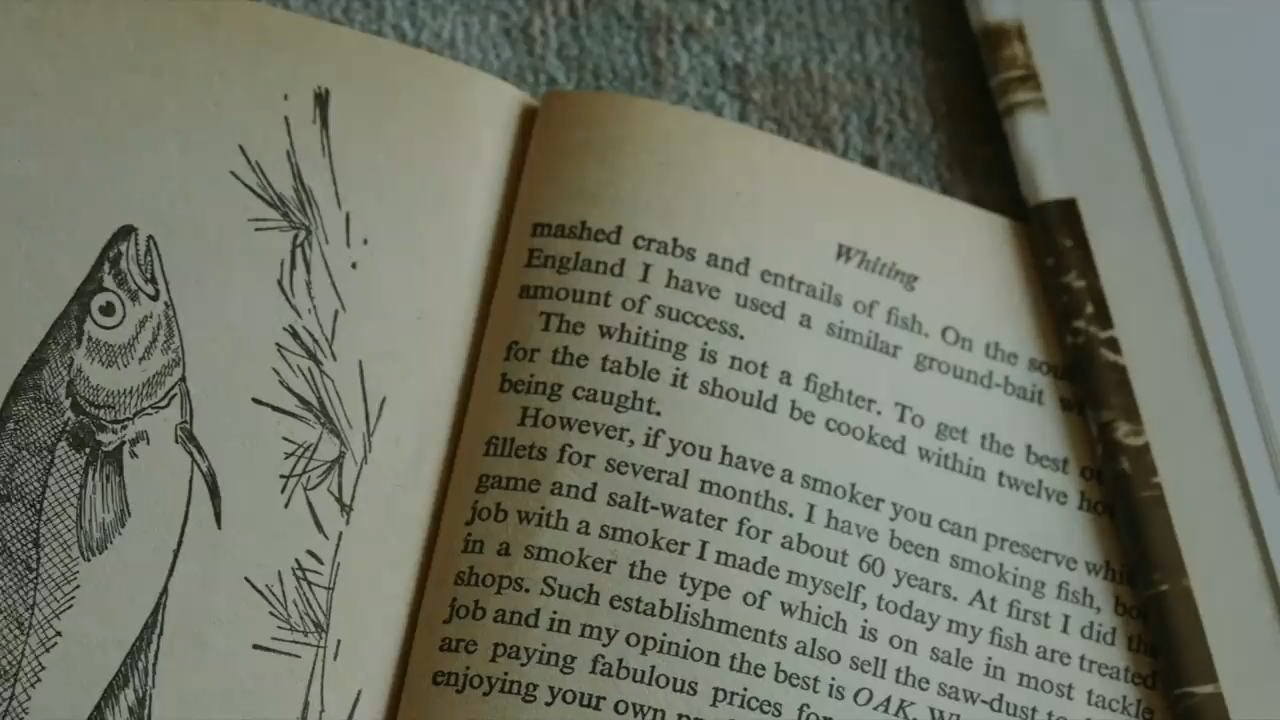 Whiting
mashed crabs and entrails of fish. On the
England I have used a similar ground-bait
amount of success.
The whiting is not a fighter. To get the best
for the table it should be cooked within twelve
being caught.
However, if you have a smoker you can preserve
fillets for several months. I have been smoking fish,
game and salt-water for about 60 years. At first I did
job with a smoker I made myself, today my fish are treated
in a smoker the type of which is on sale in most tackle
shops. Such establishments also sell the saw-dust
job and in my opinion the best is OAK.
are paying fabulous prices for
enjoying your own